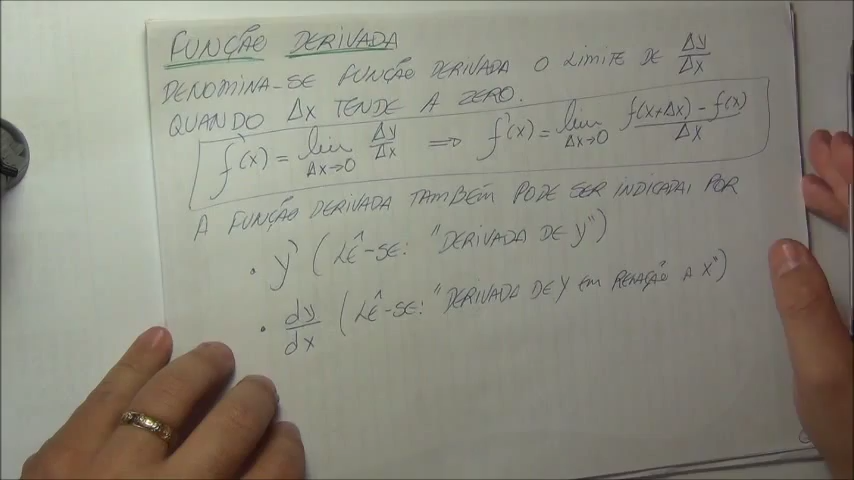 FUNÇÃO DERIVADA
DENOMINA-SE FUNÇÃO DERIVADA O LIMITE DE Δy/Δx
QUANDO Δx TENDE A ZERO.
f'(x) = lim Δx→0 Δy/Δx ⟹ f'(x) = lim Δx→0 f(x+Δx) - f(x)/Δx
A FUNÇÃO DERIVADA TAMBÉM PODE SER INDICADA POR
• y' (LÊ-SE: "DERIVADA DE y")
• dy/dx (LÊ-SE: "DERIVADA DE Y EM RELAÇÃO A X")